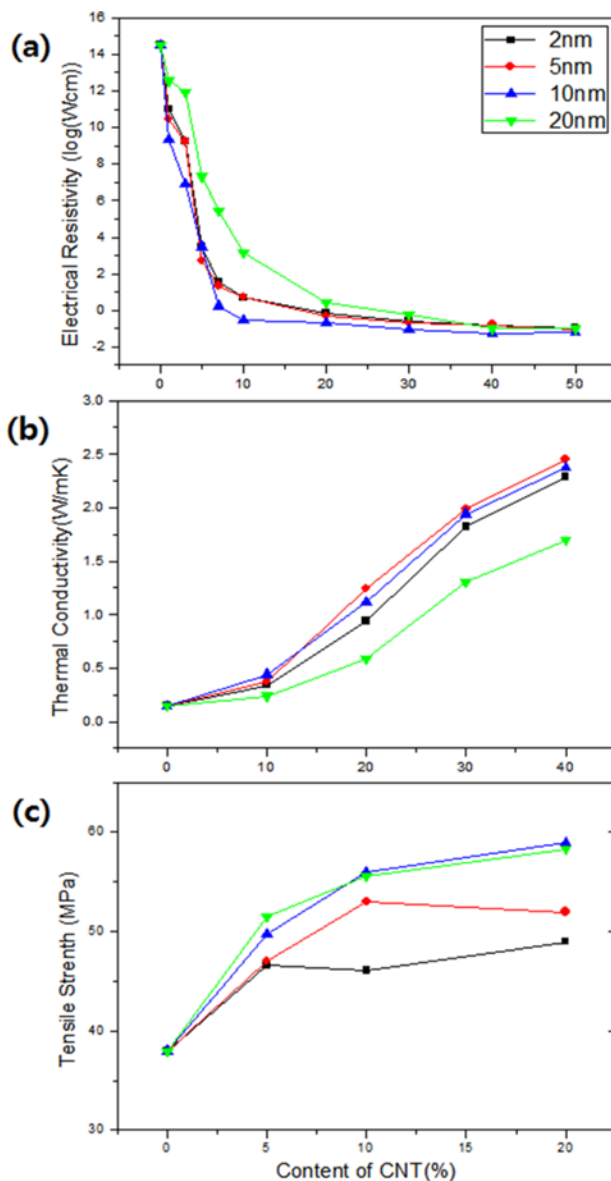 (a)
Electrical Resistivity (log(Wcm))
16
14
12
10
8
6
4
2
0
-2
2nm
5nm
10nm
20nm
0 10 20 30 40 50
(b)
Thermal Conductivity(W/mK)
3.0
2.5
2.0
1.5
1.0
0.5
0.0
0 10 20 30 40
(c)
Tensile Strenth (MPa)
60
50
40
30
0 5 10 15 20
Content of CNT(%)